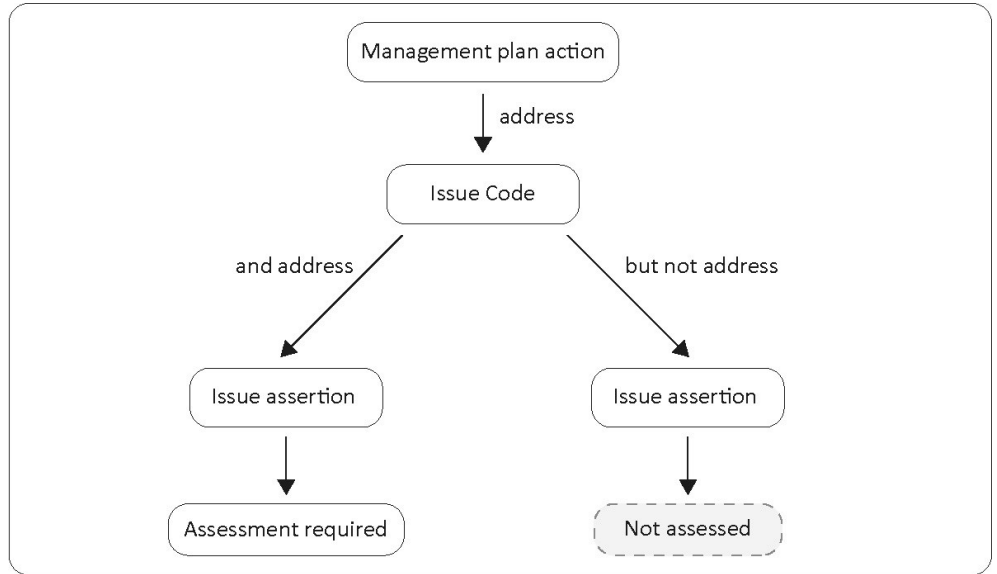 Management plan action
address
Issue Code
and address
but not address
Issue assertion
Issue assertion
Assessment required
Not assessed